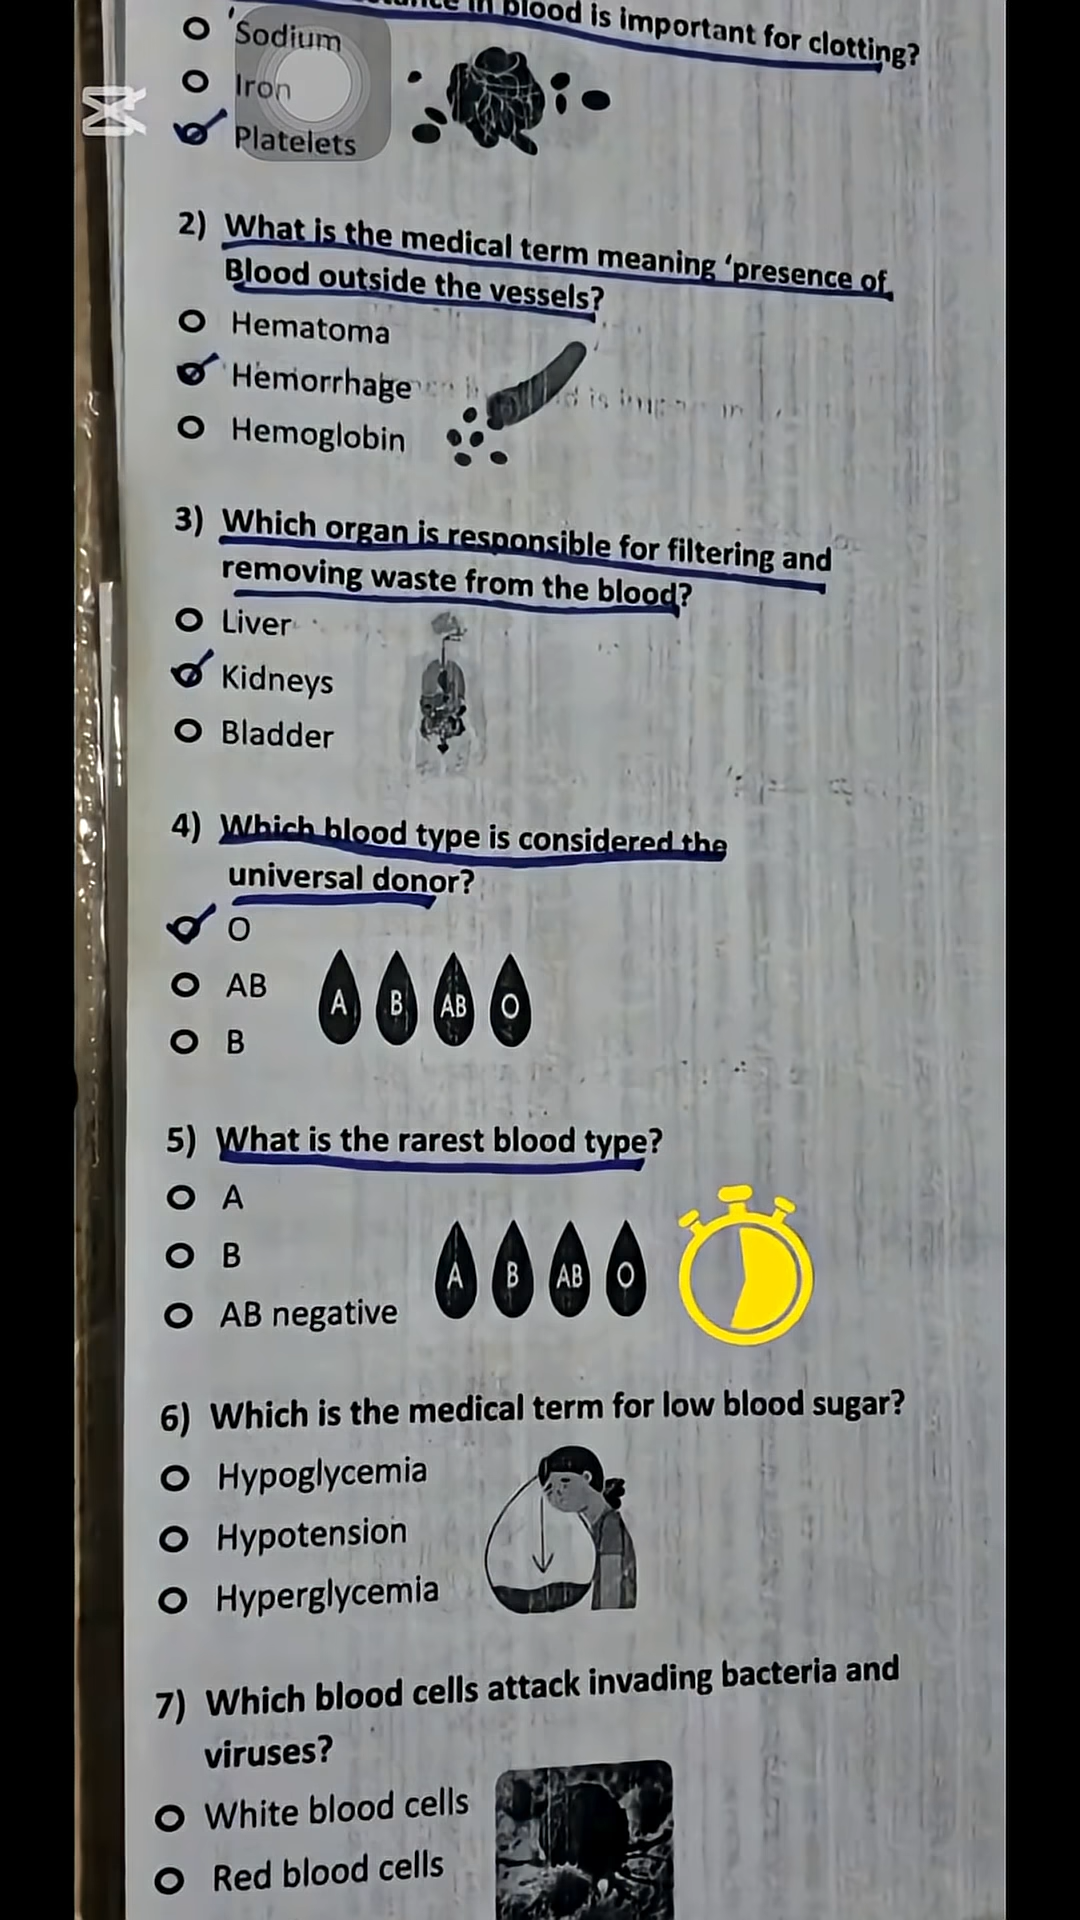 in blood is important for clotting?
Sodium
Iron
Platelets
2) What is the medical term meaning ‘presence of
Blood outside the vessels?
Hematoma
Hemorrhage
Hemoglobin
3) Which organ is responsible for filtering and
removing waste from the blood?
Liver
Kidneys
Bladder
4) Which blood type is considered the
universal donor?
O
AB
B
A B AB O
5) What is the rarest blood type?
A
B
AB negative
A B AB O
6) Which is the medical term for low blood sugar?
Hypoglycemia
Hypotension
Hyperglycemia
7) Which blood cells attack invading bacteria and
viruses?
White blood cells
Red blood cells